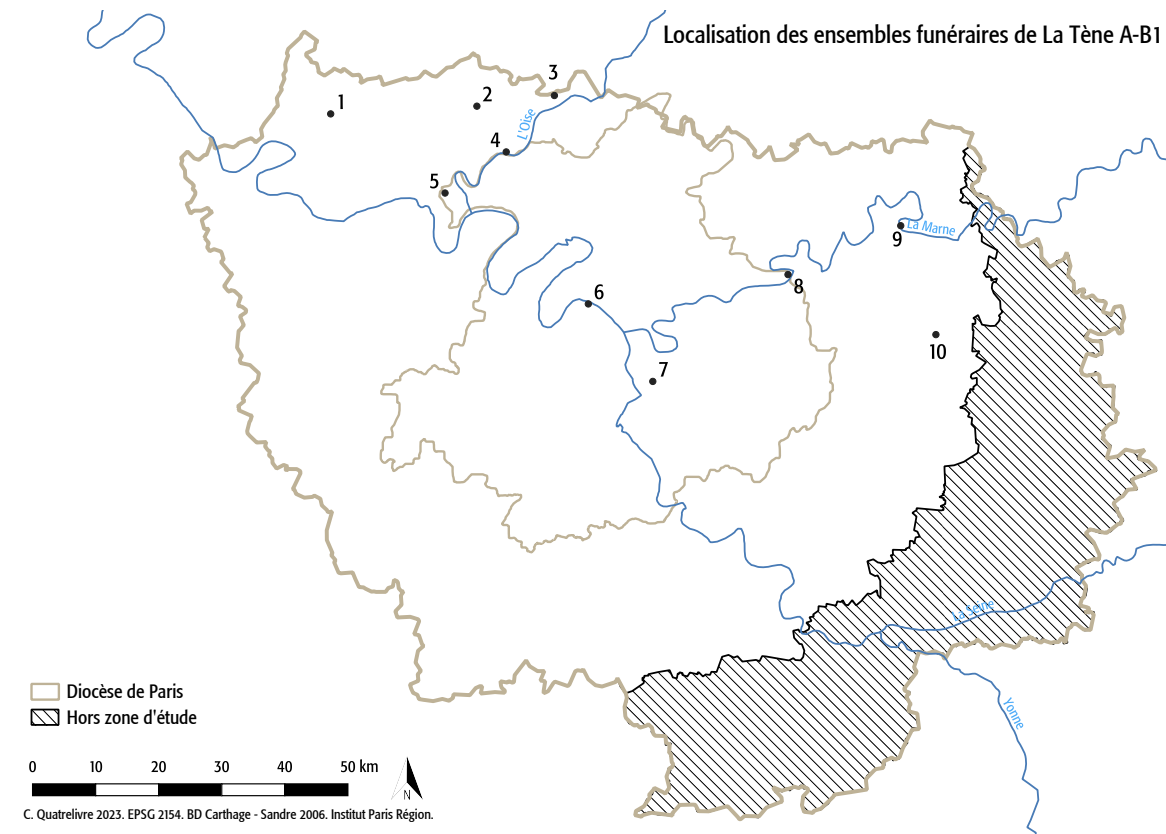 Localisation des ensembles funéraires de La Tène A-B1
3
2
1
L'Oise
4
5
La Marne
9
8
6
10
7
La Seine
Yonne
Diocèse de Paris
Hors zone d'étude
0 10 20 30 40 50 km
N
C. Quatrelivre 2023. EPSG 2154. BD Carthage - Sandre 2006. Institut Paris Région.